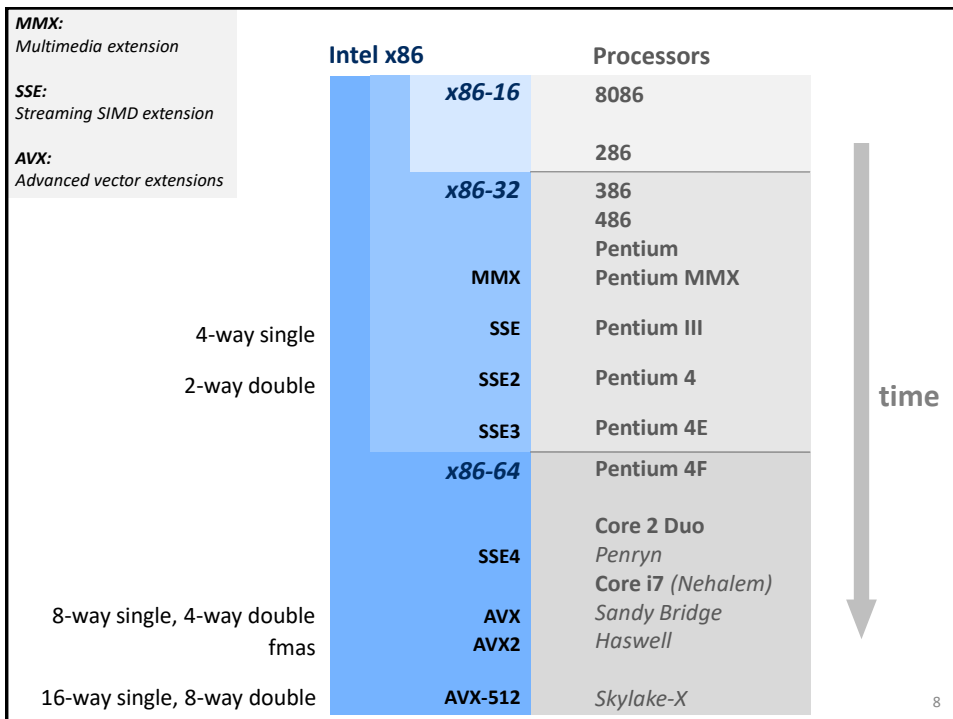 MMX:
Multimedia extension
SSE:
Streaming SIMD extension
AVX:
Advanced vector extensions
Intel x86
Processors
x86-16
8086
286
x86-32
386
486
Pentium
MMX
Pentium MMX
4-way single
SSE
Pentium III
2-way double
SSE2
Pentium 4
time
SSE3
Pentium 4E
x86-64
Pentium 4F
Core 2 Duo
SSE4
Penryn
Core i7 (Nehalem)
8-way single, 4-way double
AVX
Sandy Bridge
fmas
AVX2
Haswell
16-way single, 8-way double
AVX-512
Skylake-X
8